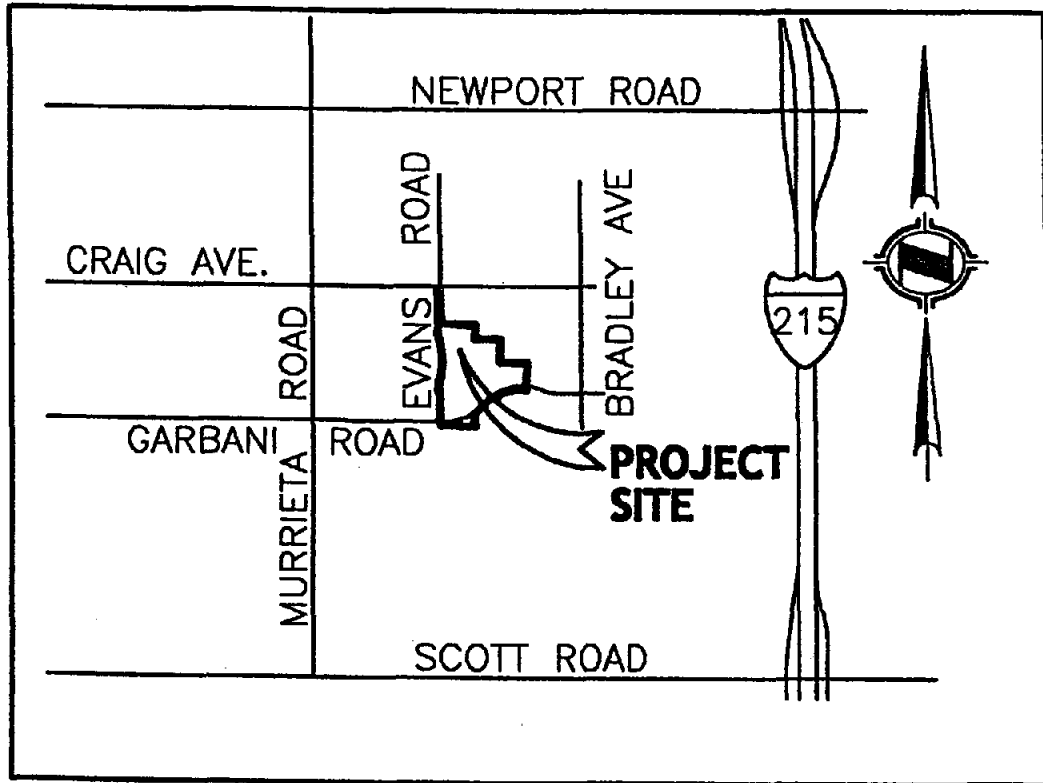 NEWPORT ROAD
EVANS ROAD
BRADLEY AVE
CRAIG AVE.
215
MURRIETA ROAD
GARBANI ROAD
PROJECT
SITE
SCOTT ROAD